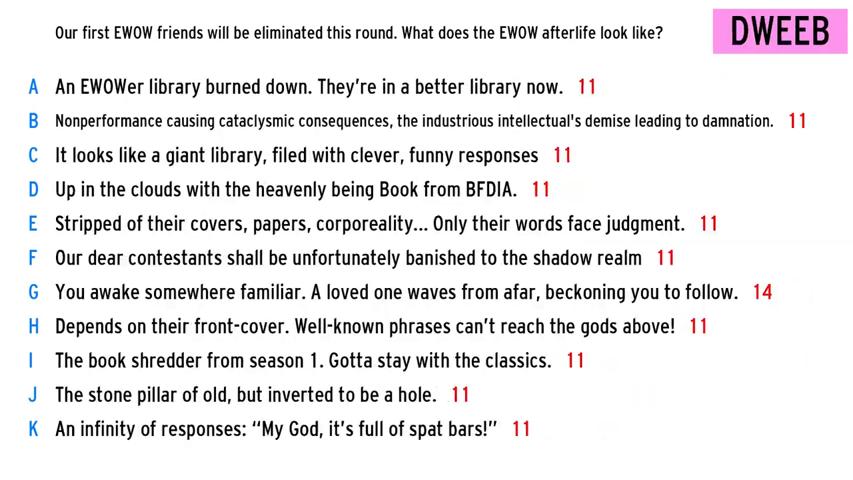 Our first EWOW friends will be eliminated this round. What does the EWOW afterlife look like?
DWEEB
A An EWOWer library burned down. They're in a better library now. 11
B Nonperformance causing cataclysmic consequences, the industrious intellectual's demise leading to damnation. 11
C It looks like a giant library, filed with clever, funny responses 11
D Up in the clouds with the heavenly being Book from BFDIA. 11
E Stripped of their covers, papers, corporeality... Only their words face judgment. 11
F Our dear contestants shall be unfortunately banished to the shadow realm 11
G You awake somewhere familiar. A loved one waves from afar, beckoning you to follow. 14
H Depends on their front-cover. Well-known phrases can't reach the gods above! 11
I The book shredder from season 1. Gotta stay with the classics. 11
J The stone pillar of old, but inverted to be a hole. 11
K An infinity of responses: “My God, it's full of spat bars!” 11